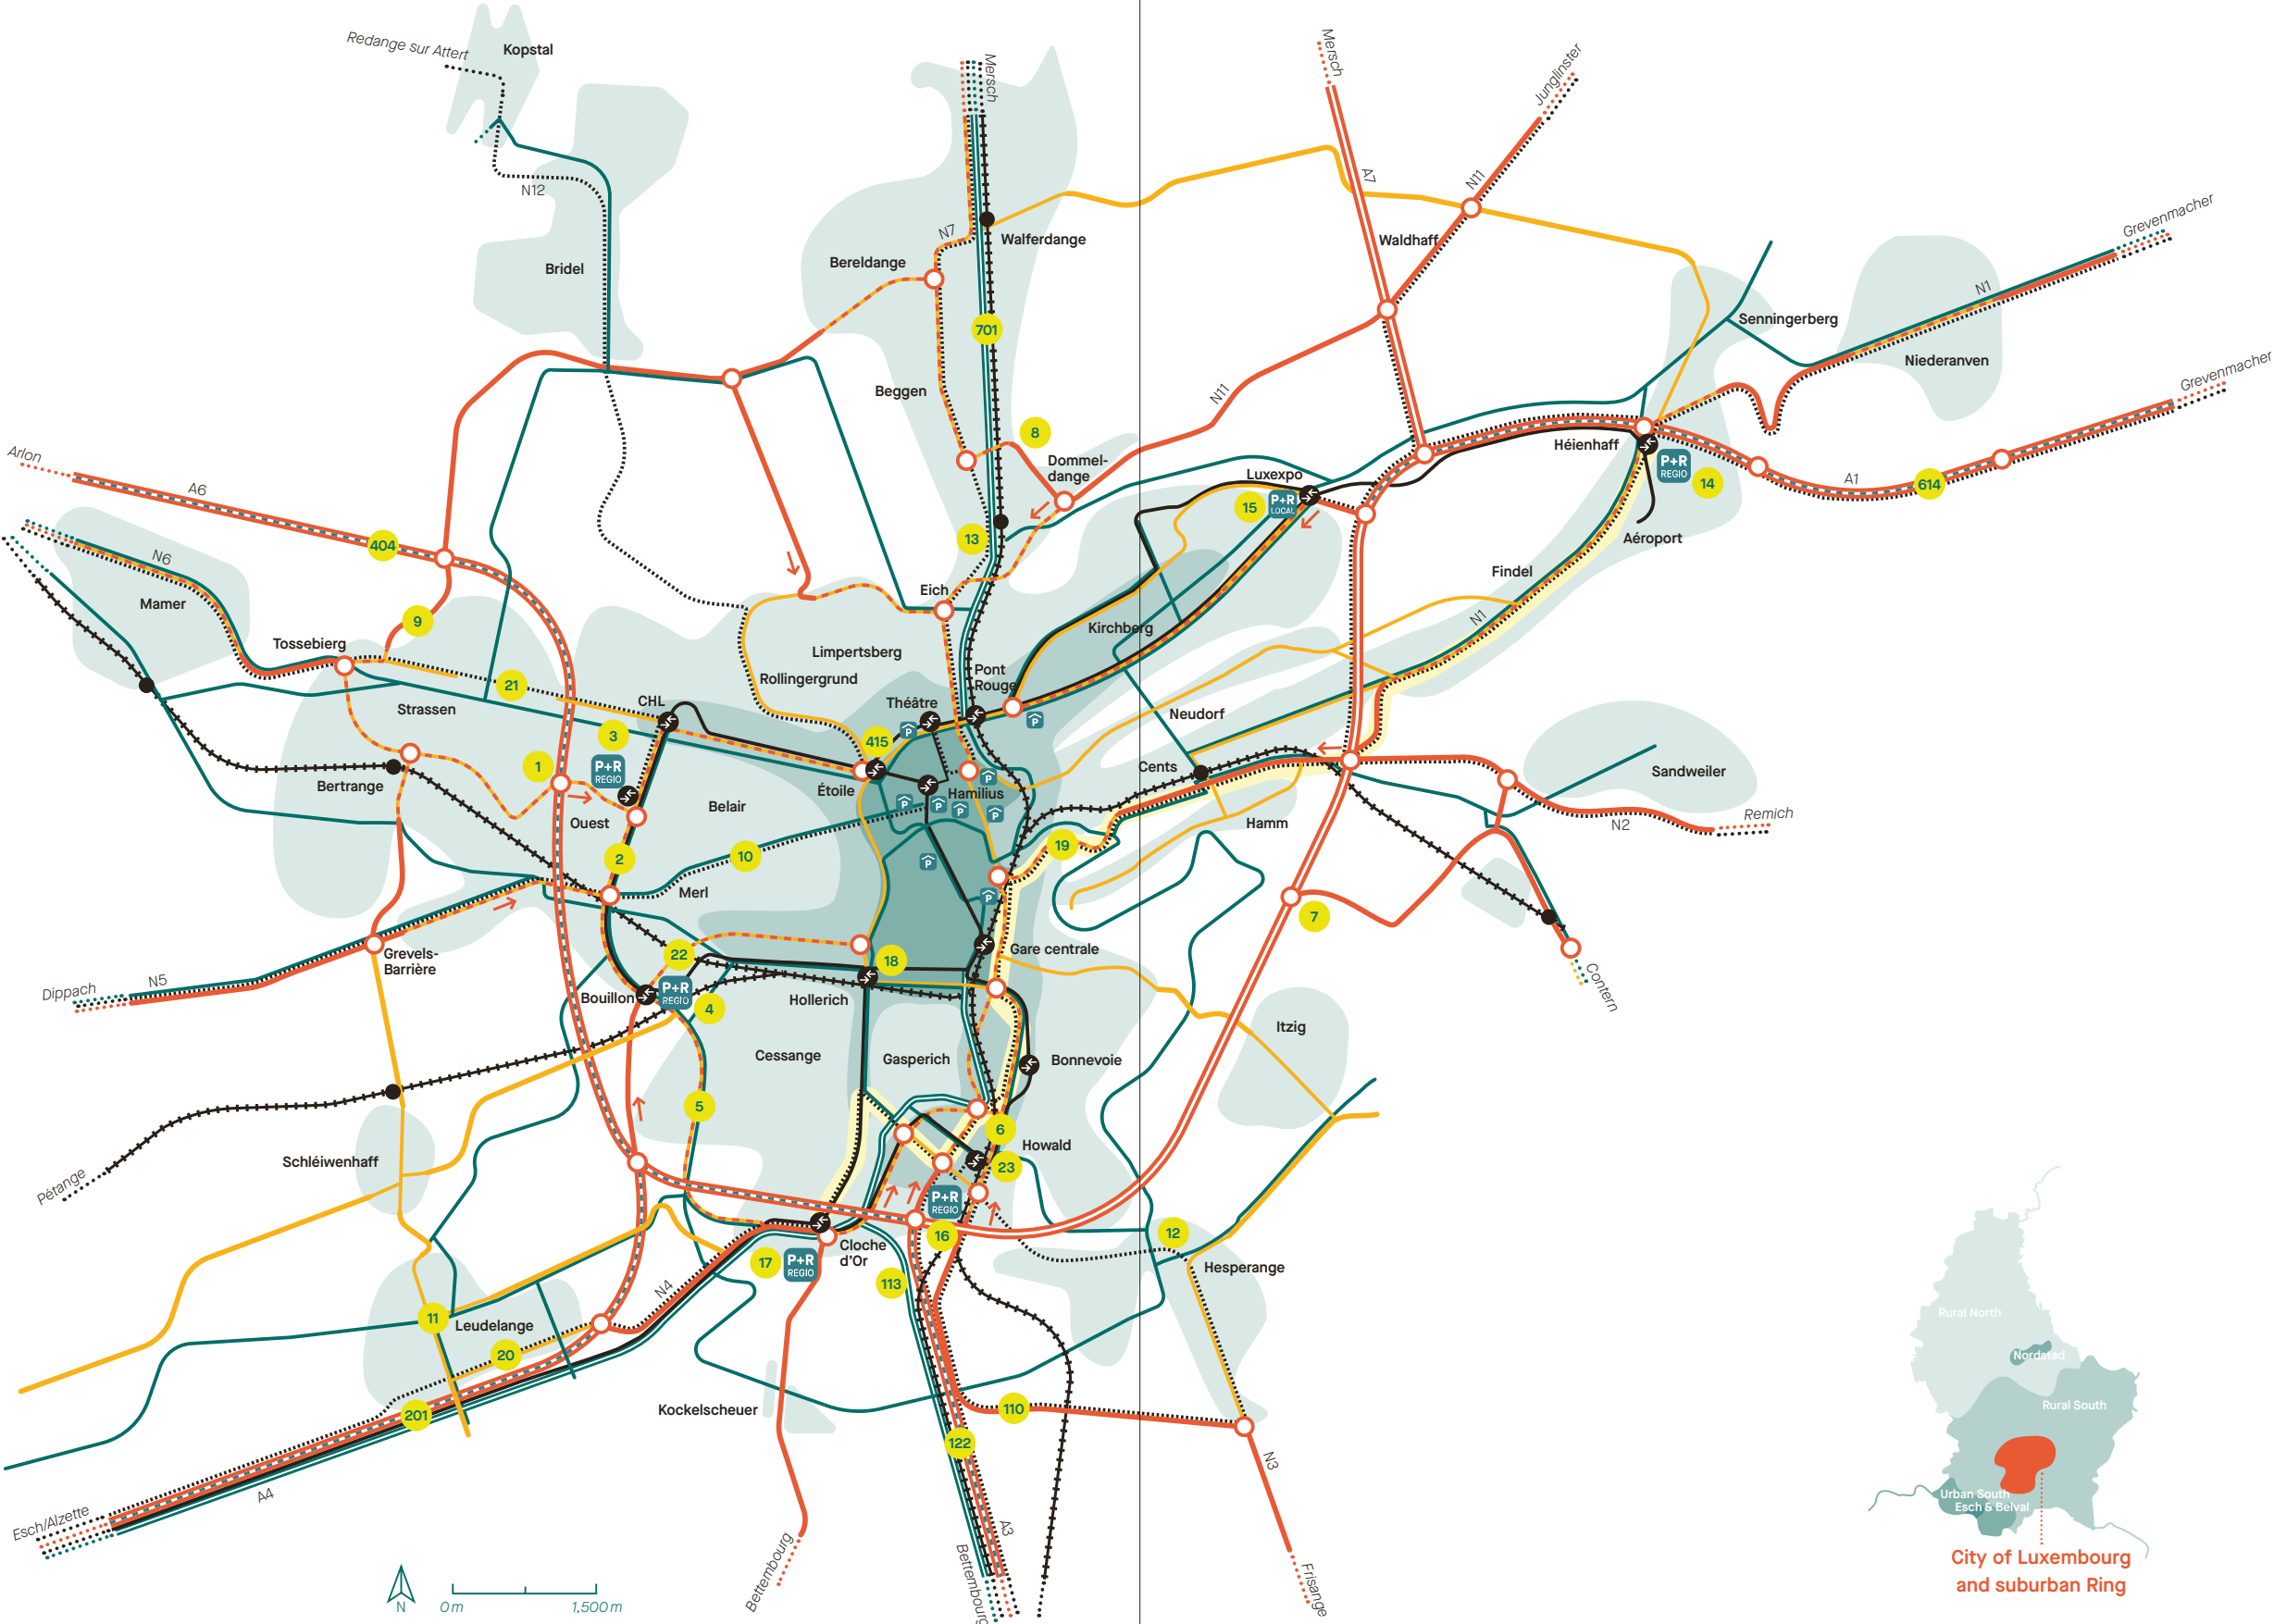 Redange sur Attert
Kopstal
Mersch
Mersch
Junglinster
N12
A7
N11
N7
Walferdange
Waldhaff
Grevenmacher
Bereldange
Bridel
N1
Senningerberg
701
Niederanven
Grevenmacher
Beggen
N11
8
Héienhaff
Arlon
Dommel-
dange
Luxexpo
P+R
REGIO
14
A1
614
A6
15
P+R
LOCAL
404
13
Aéroport
N6
Findel
Mamer
Eich
9
N1
Kirchberg
Tossebierg
Limpertsberg
Rollingergrund
Pont
Rouge
21
CHL
Théâtre
Strassen
Neudorf
P
P
3
415
1
P+R
REGIO
Cents
Sandweiler
Bertrange
Étoile
P
Hamilius
P
P
P
P
Belair
Ouest
Hamm
N2
Remich
19
2
10
P
Merl
P
7
Grevels-
Barrière
22
18
Gare centrale
N5
Dippach
Contern
Bouillon
P+R
REGIO
4
Hollerich
Itzig
Cessange
Gasperich
Bonnevoie
5
6
Howald
Schléiwenhaff
23
Pétange
P+R
REGIO
12
16
Cloche
d'Or
17
P+R
REGIO
113
Hesperange
N4
11
Leudelange
20
Rural North
Nordstad
Kockelscheuer
110
Rural South
201
122
N3
A4
Urban South
Esch & Belval
Esch/Alzette
A3
Bettembourg
Bettembourg
Frisange
City of Luxembourg
and suburban Ring
N
0 m
1,500 m